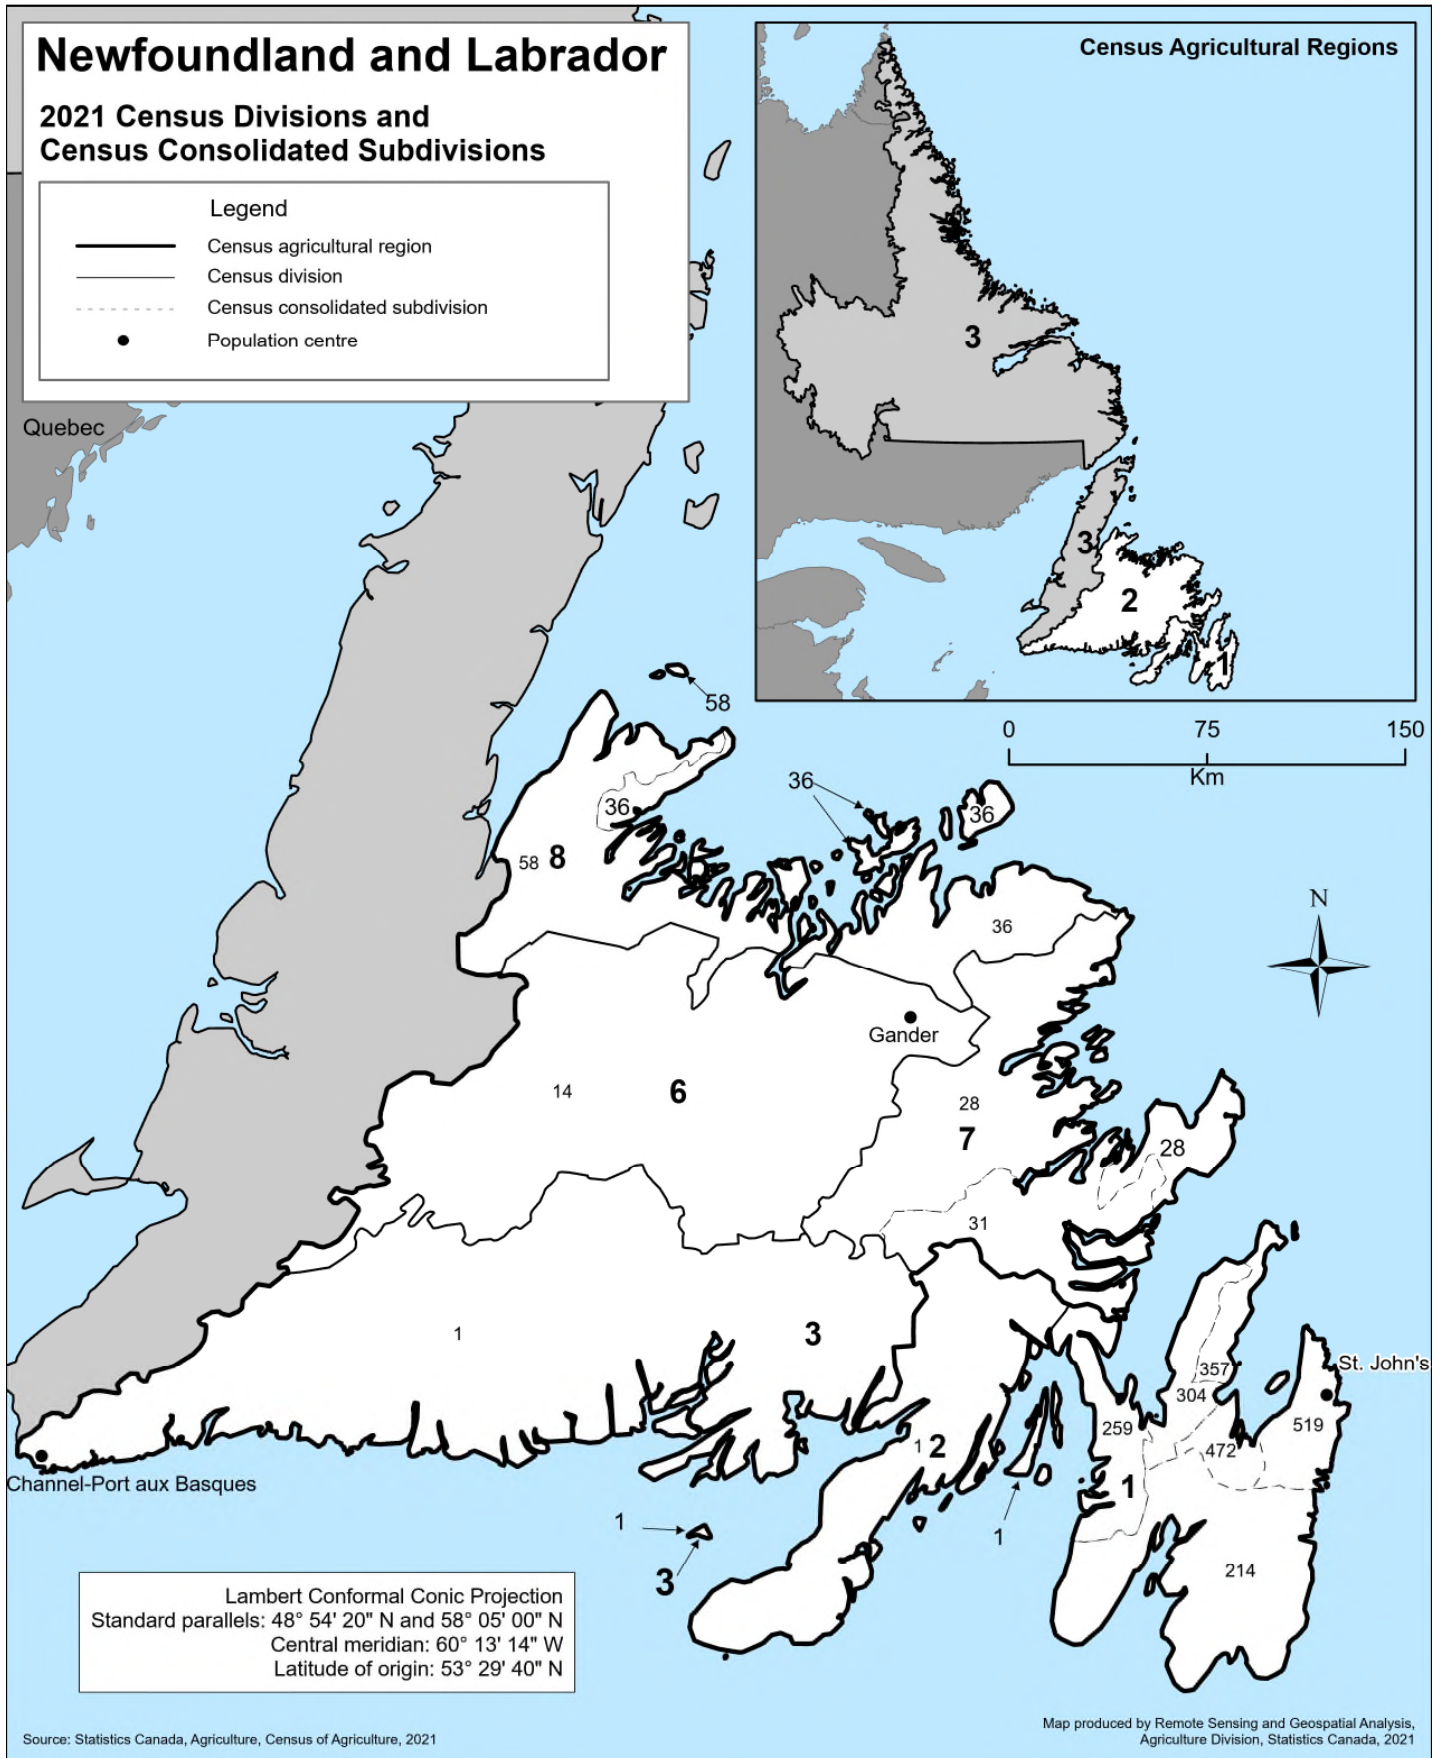 Newfoundland and Labrador
2021 Census Divisions and
Census Consolidated Subdivisions
Legend
Census agricultural region
Census division
Census consolidated subdivision
Population centre
Census Agricultural Regions
3
3
2
1
0 75 150
Km
Quebec
58
36
36
36
58 8
36
N
Gander
14 6
28
7
28
31
1 3
357
St. John's
304
259
519
472
1 2
1
Channel-Port aux Basques
1
1
3
214
Lambert Conformal Conic Projection
Standard parallels: 48° 54' 20" N and 58° 05' 00" N
Central meridian: 60° 13' 14" W
Latitude of origin: 53° 29' 40" N
Source: Statistics Canada, Agriculture, Census of Agriculture, 2021
Map produced by Remote Sensing and Geospatial Analysis,
Agriculture Division, Statistics Canada, 2021